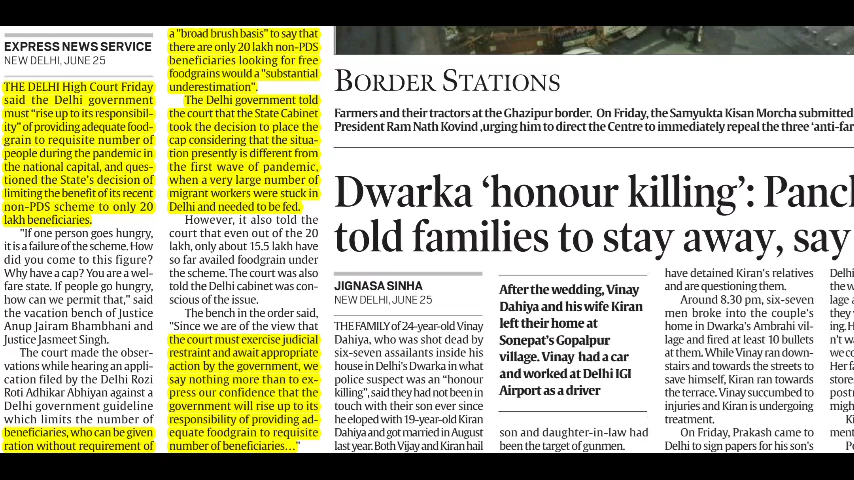 EXPRESS NEWS SERVICE
NEW DELHI, JUNE 25
THE DELHI High Court Friday
said the Delhi government
must "rise up to its responsibil-
ity" of providing adequate food-
grain to requisite number of
people during the pandemic in
the national capital, and ques-
tioned the State's decision of
limiting the benefit of its recent
non-PDS scheme to only 20
lakh beneficiaries.
"If one person goes hungry,
it is a failure of the scheme. How
did you come to this figure?
Why have a cap? You are a wel-
fare state. If people go hungry,
how can we permit that," said
the vacation bench of Justice
Anup Jairam Bhambhani and
Justice Jasmeet Singh.
The court made the obser-
vations while hearing an appli-
cation filed by the Delhi Rozi
Roti Adhikar Abhiyan against a
Delhi government guideline
which limits the number of
beneficiaries, who can be given
ration without requirement of
a "broad brush basis" to say that
there are only 20 lakh non-PDS
beneficiaries looking for free
foodgrains would a "substantial
underestimation".
The Delhi government told
the court that the State Cabinet
took the decision to place the
cap considering that the situa-
tion presently is different from
the first wave of pandemic,
when a very large number of
migrant workers were stuck in
Delhi and needed to be fed.
However, it also told the
court that even out of the 20
lakh, only about 15.5 lakh have
so far availed foodgrain under
the scheme. The court was also
told the Delhi cabinet was con-
scious of the issue.
The bench in the order said,
"Since we are of the view that
the court must exercise judicial
restraint and await appropriate
action by the government, we
say nothing more than to ex-
press our confidence that the
government will rise up to its
responsibility of providing ad-
equate foodgrain to requisite
number of beneficiaries..."
BORDER STATIONS
Farmers and their tractors at the Ghazipur border. On Friday, the Samyukta Kisan Morcha submitted
President Ram Nath Kovind ,urging him to direct the Centre to immediately repeal the three 'anti-far
Dwarka 'honour killing': Pancl
told families to stay away, say
JIGNASA SINHA
NEW DELHI, JUNE 25
THE FAMILY of 24-year-old Vinay
Dahiya, who was shot dead by
six-seven assailants inside his
house in Delhi's Dwarka in what
police suspect was an "honour
killing", said they had not been in
touch with their son ever since
he eloped with 19-year-old Kiran
Dahiya and got married in August
last year. Both Vijay and Kiran hail
After the wedding, Vinay
Dahiya and his wife Kiran
left their home at
Sonepat's Gopalpur
village. Vinay had a car
and worked at Delhi IGI
Airport as a driver
son and daughter-in-law had
been the target of gunmen.
have detained Kiran's relatives
and are questioning them.
Around 8.30 pm, six-seven
men broke into the couple's
home in Dwarka's Ambrahi vil-
lage and fired at least 10 bullets
at them. While Vinay ran down-
stairs and towards the streets to
save himself, Kiran ran towards
the terrace. Vinay succumbed to
injuries and Kiran is undergoing
treatment.
On Friday, Prakash came to
Delhi to sign papers for his son's